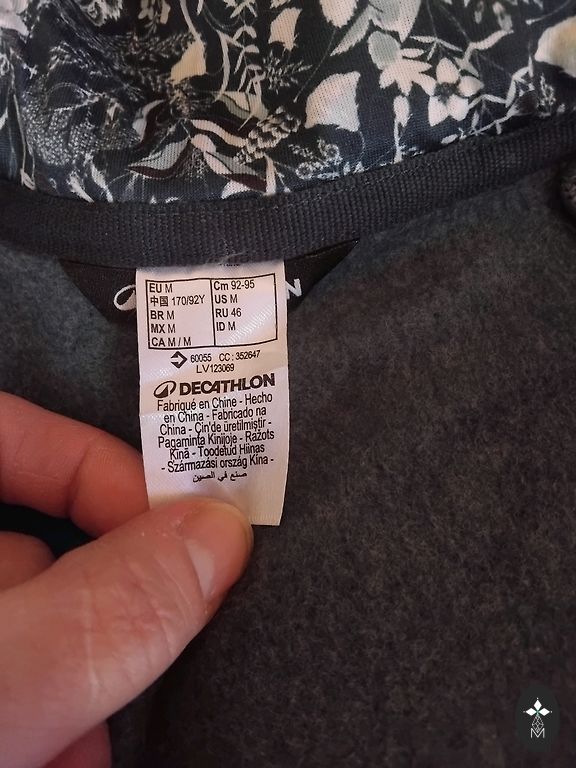 EU M
Cm 92-95
中国 170/92Y
US M
BR M
RU 46
MX M
ID M
CA M / M
60055 CC : 352647
LV123069
DECATHLON
Fabriqué en Chine - Hecho
en China - Fabricado na
China - Çin'de üretilmiştir -
Pagaminta Kinijoje - Ražots
Ķīnā - Toodetud Hiinas
- Származási ország Kína -
صنع في الصين
N
M